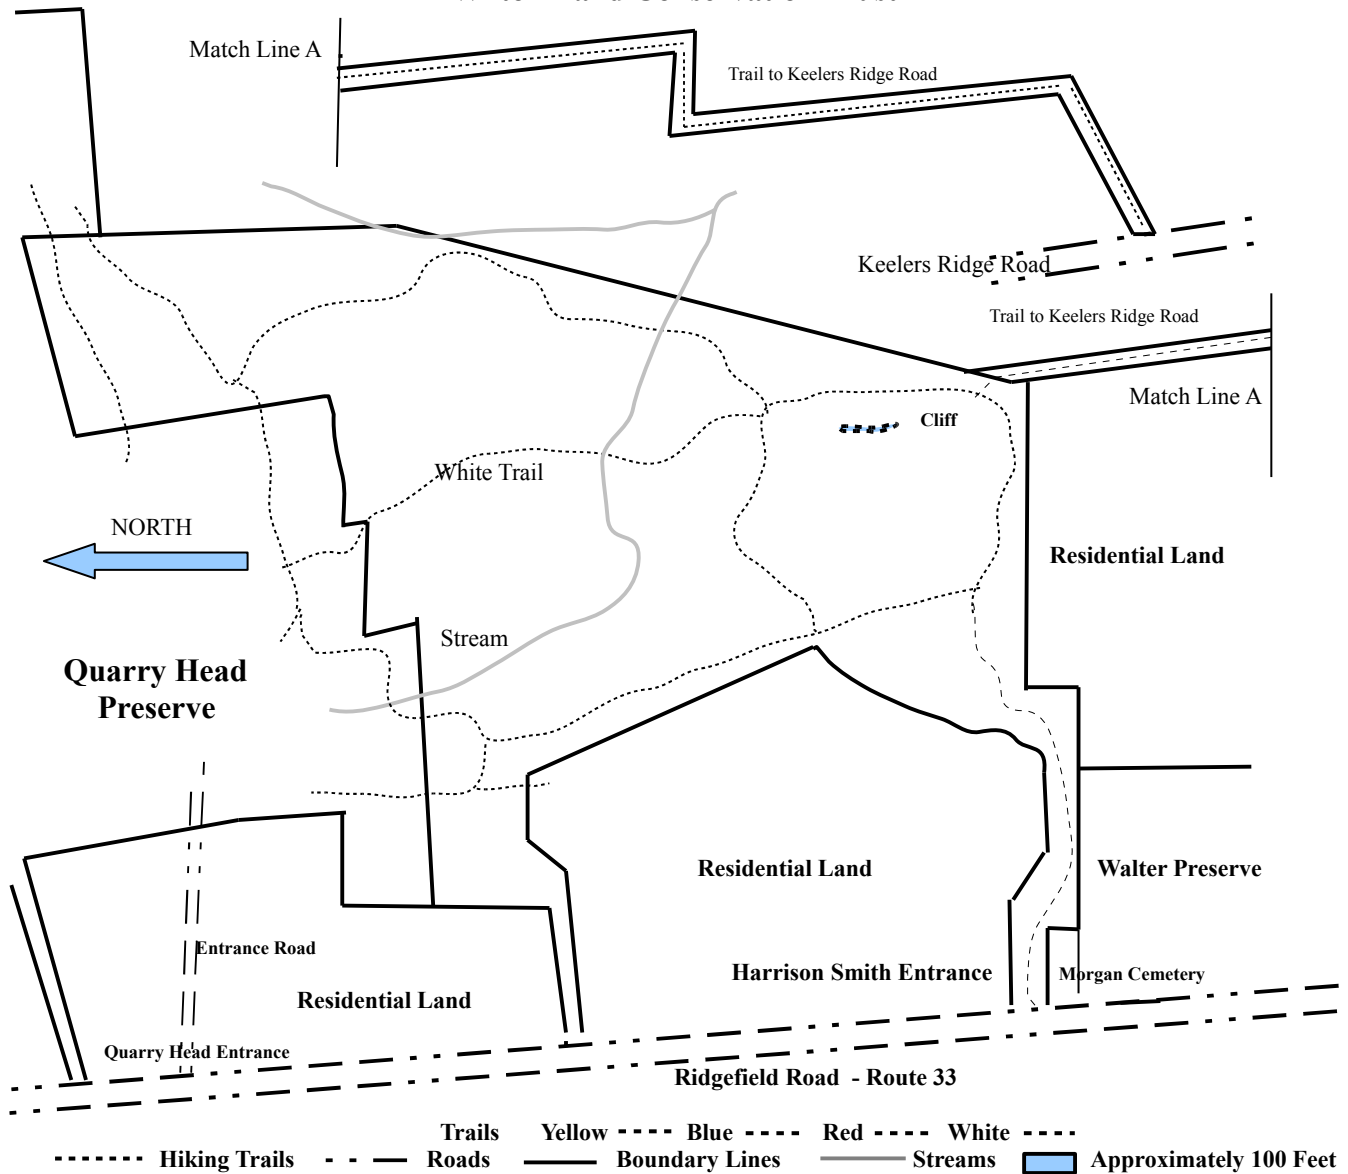 Match Line A
Trail to Keelers Ridge Road
Keelers Ridge Road
Trail to Keelers Ridge Road
Match Line A
Cliff
White Trail
NORTH
Residential Land
Stream
Quarry Head
Preserve
Residential Land
Walter Preserve
Entrance Road
Harrison Smith Entrance
Morgan Cemetery
Residential Land
Quarry Head Entrance
Ridgefield Road - Route 33
Trails Yellow Blue Red White
Hiking Trails Roads Boundary Lines Streams Approximately 100 Feet